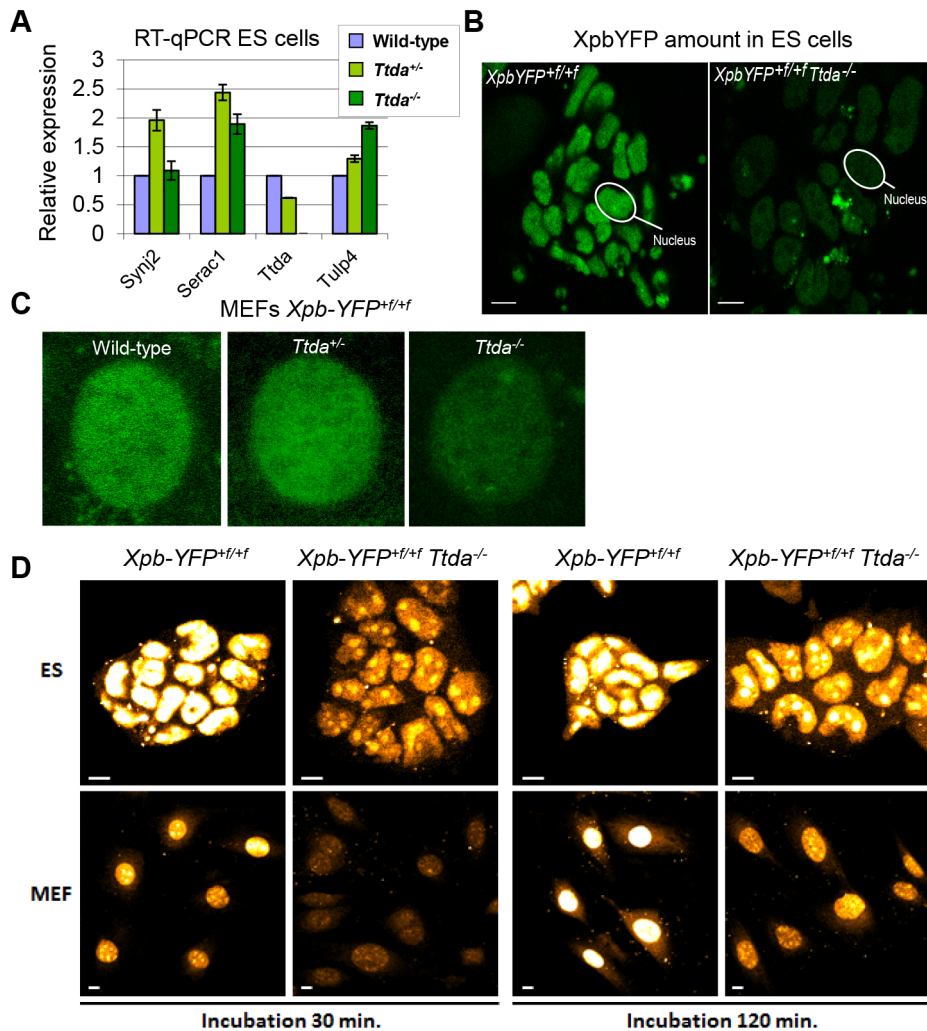 A
RT-qPCR ES cells
Wild-type
Ttda+/-
Ttda-/-
Relative expression
3
2.5
2
1.5
1
0.5
0
Synj2
Serac1
Ttda
Tulp4
B
XpbYFP amount in ES cells
XpbYFP+f/+f
Nucleus
XpbYFP+f/+f Ttda-/-
Nucleus
C
MEFs Xpb-YFP+f/+f
Wild-type
Ttda+/-
Ttda-/-
D
Xpb-YFP+f/+f
Xpb-YFP+f/+f Ttda-/-
Xpb-YFP+f/+f
Xpb-YFP+f/+f Ttda-/-
ES
MEF
Incubation 30 min.
Incubation 120 min.